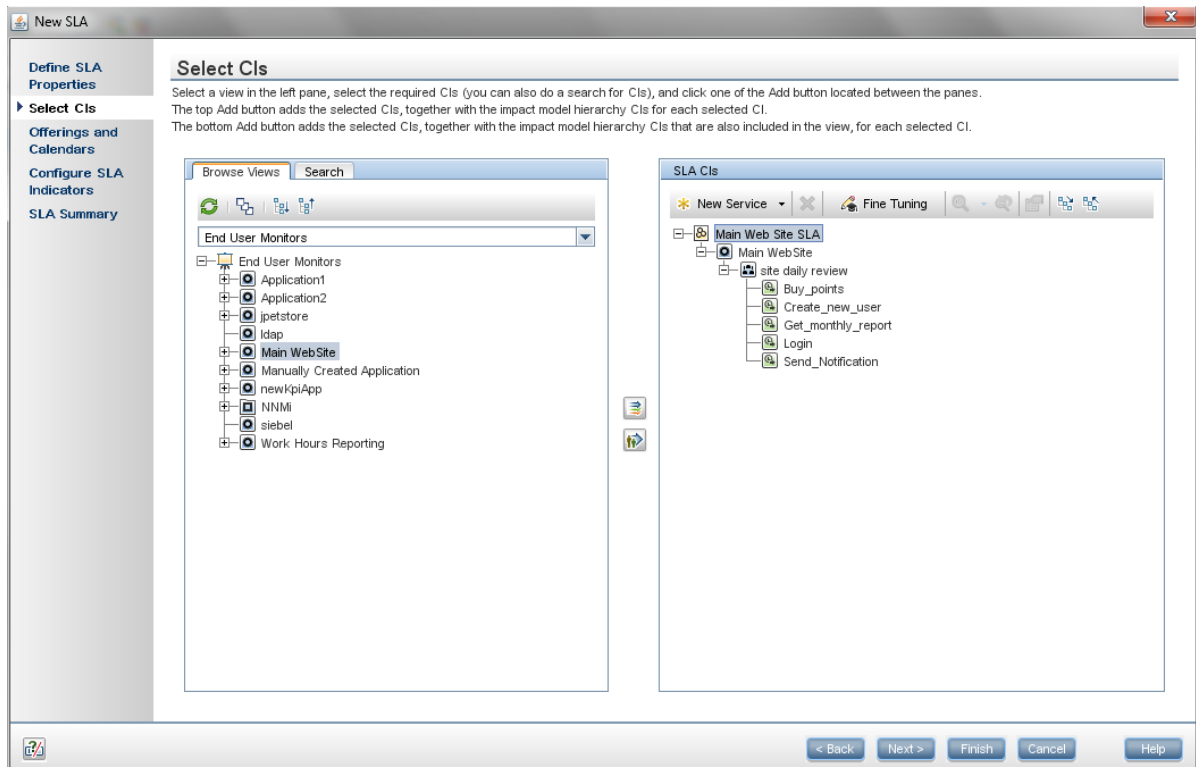 New SLA
Define SLA
Properties
Select CIs
Offerings and
Calendars
Configure SLA
Indicators
SLA Summary
Select CIs
Select a view in the left pane, select the required CIs (you can also do a search for CIs), and click one of the Add button located between the panes.
The top Add button adds the selected CIs, together with the impact model hierarchy CIs for each selected CI.
The bottom Add button adds the selected CIs, together with the impact model hierarchy CIs that are also included in the view, for each selected CI.
Browse Views Search
End User Monitors
End User Monitors
Application1
Application2
jpetstore
ldap
Main WebSite
Manually Created Application
newKpiApp
NNMi
siebel
Work Hours Reporting
SLA CIs
New Service Fine Tuning
Main Web Site SLA
Main WebSite
site daily review
Buy_points
Create_new_user
Get_monthly_report
Login
Send_Notification
< Back Next > Finish Cancel Help